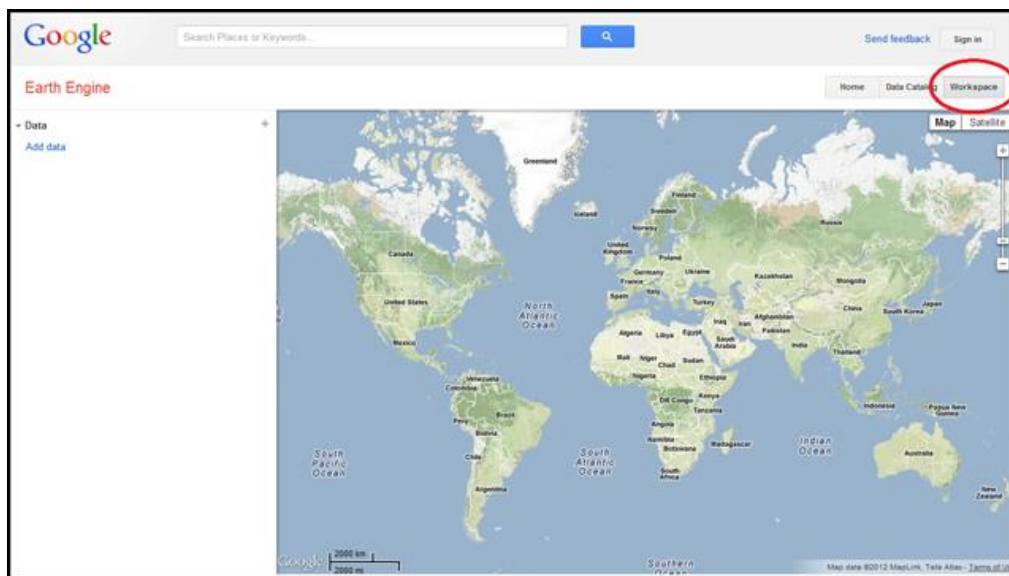 Google
Search Places or Keywords...
Send feedback
Sign in
Earth Engine
Home
Data Catalog
Workspace
Data
Add data
Map
Satellite
Greenland
Iceland
Finland
Sweden
Norway
Russia
United
Kingdom
Poland
Germany
Ukraine
France
Italy
Spain
Turkey
Kazakhstan
Mongolia
China
South Korea
Japan
Canada
United States
Mexico
North
Atlantic
Ocean
Iraq
Iran
Afghanistan
Pakistan
Algeria
Libya
Egypt
Saudi
Arabia
India
Thailand
Mali
Niger
Chad
Sudan
Nigeria
Ethiopia
Venezuela
Colombia
DR Congo
Kenya
Tanzania
Indonesia
Papua New
Guinea
Peru
Brazil
Bolivia
Angola
Namibia
Botswana
Madagascar
South
Pacific
Ocean
Chile
South
Atlantic
Ocean
South
Africa
Indian
Ocean
Australia
Argentina
New
Zealand
Southern
Ocean
Google
2000 km
2000 mi
Map data ©2012 MapLink, Tele Atlas - Terms of U